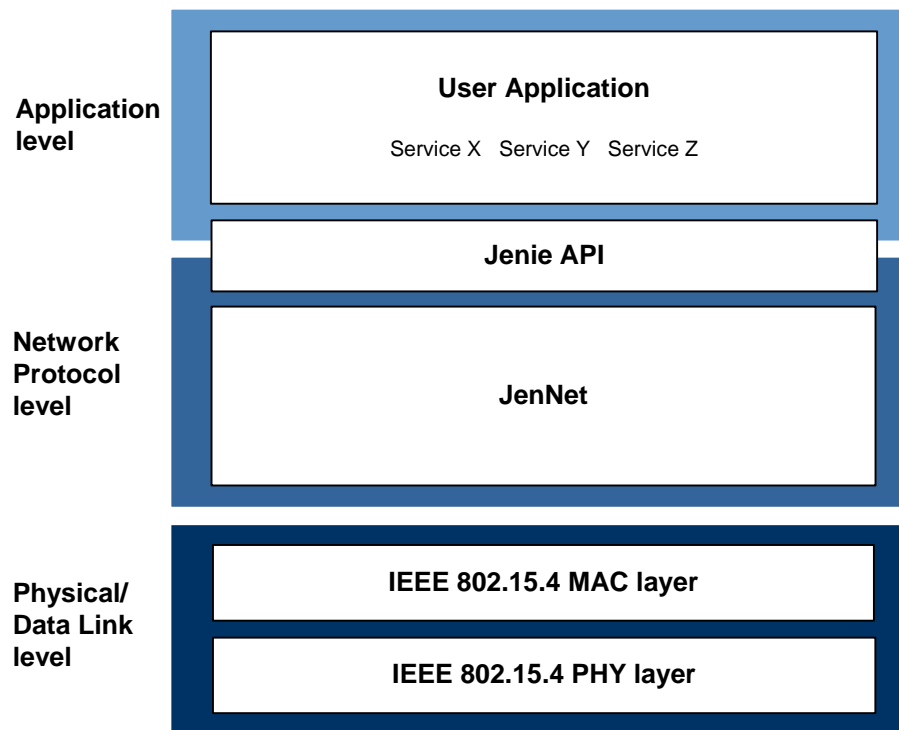 Application
level
User Application
Service X Service Y Service Z
Jenie API
Network
Protocol
level
JenNet
Physical/
Data Link
level
IEEE 802.15.4 MAC layer
IEEE 802.15.4 PHY layer